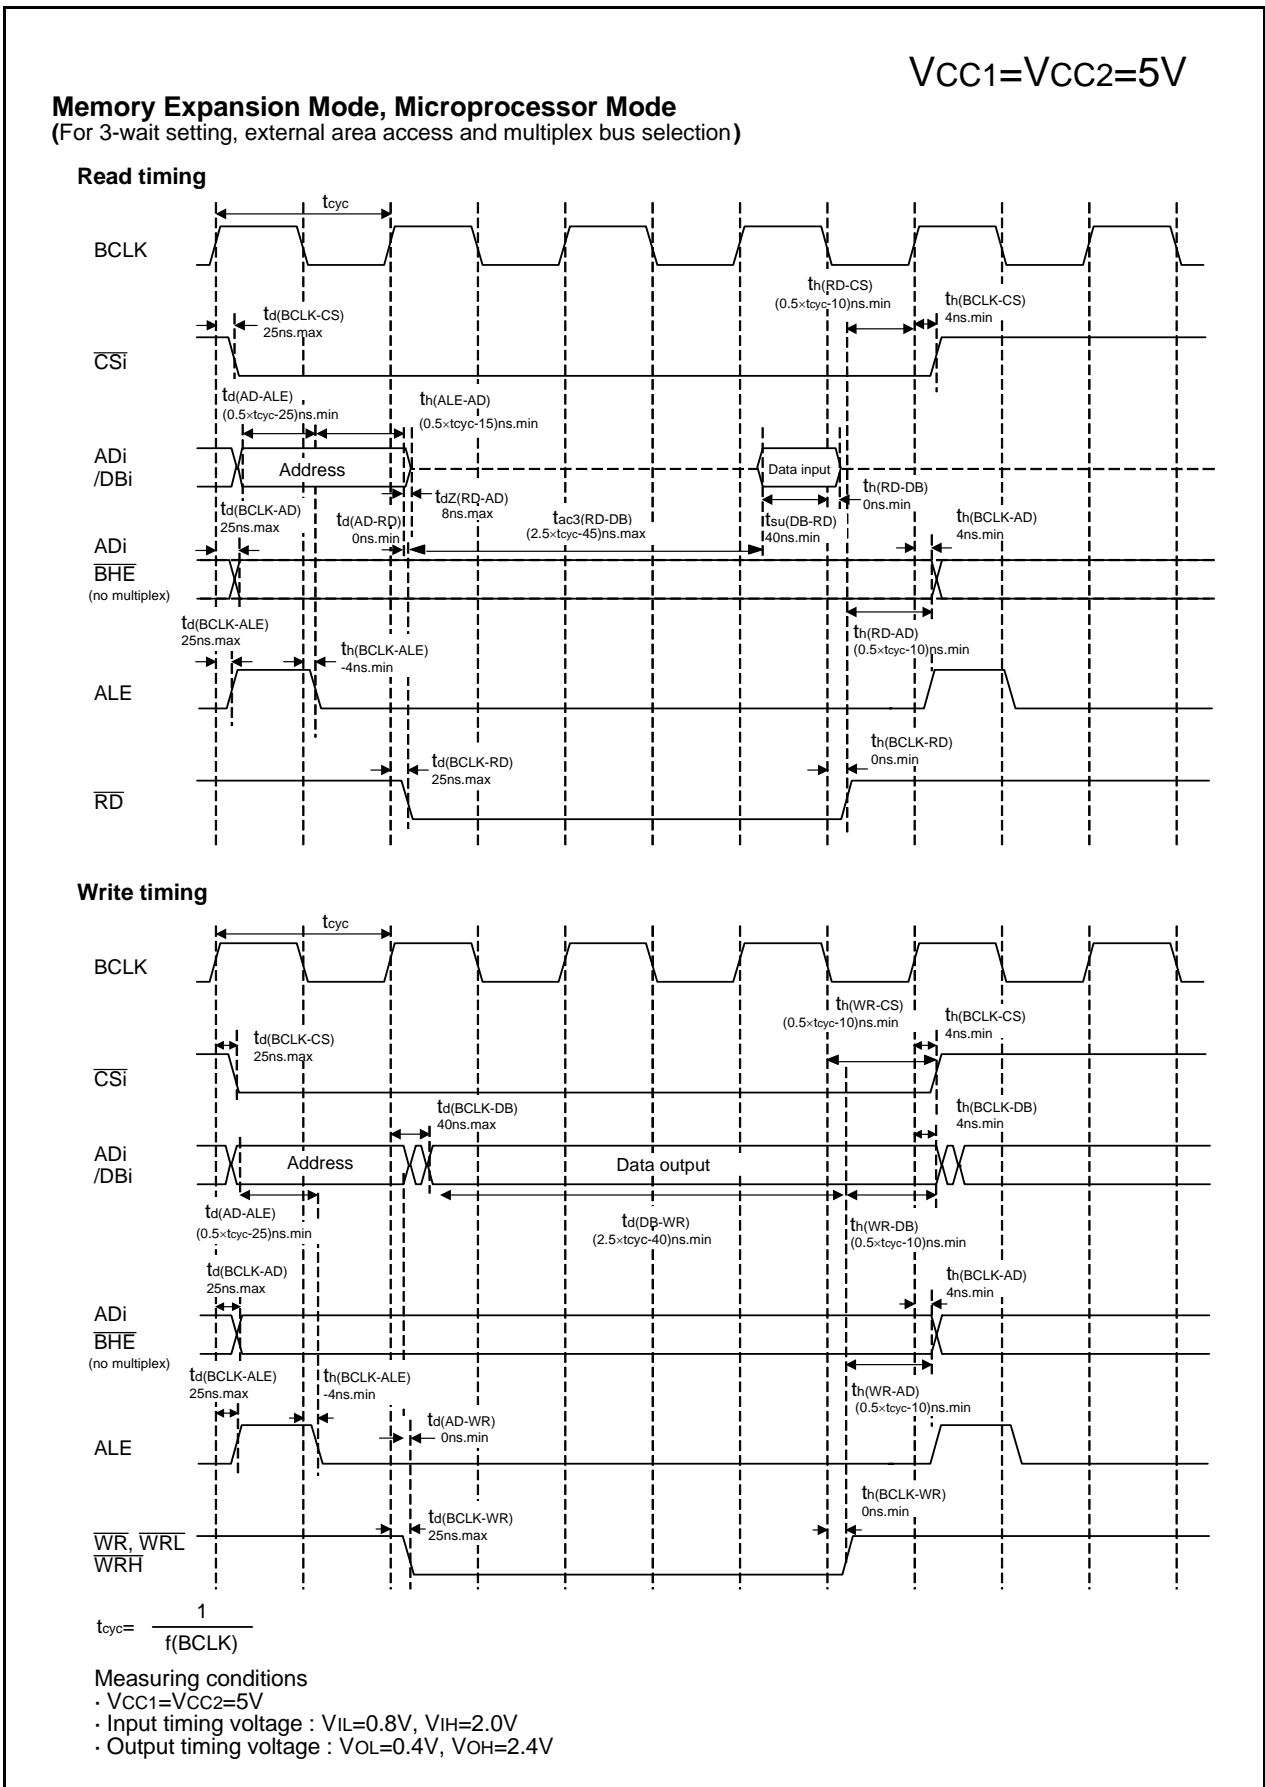 VCC1=VCC2=5V
Memory Expansion Mode, Microprocessor Mode
(For 3-wait setting, external area access and multiplex bus selection)
Read timing
tcyc
BCLK
th(RD-CS)
(0.5×tcyc-10)ns.min
th(BCLK-CS)
4ns.min
td(BCLK-CS)
25ns.max
CSi
td(AD-ALE)
(0.5×tcyc-25)ns.min
th(ALE-AD)
(0.5×tcyc-15)ns.min
ADi
/DBi
Address
Data input
th(RD-DB)
0ns.min
tdZ(RD-AD)
8ns.max
td(BCLK-AD)
25ns.max
td(AD-RD)
0ns.min
tac3(RD-DB)
(2.5×tcyc-45)ns.max
tsu(DB-RD)
40ns.min
th(BCLK-AD)
4ns.min
ADi
BHE
(no multiplex)
td(BCLK-ALE)
25ns.max
th(BCLK-ALE)
-4ns.min
th(RD-AD)
(0.5×tcyc-10)ns.min
ALE
td(BCLK-RD)
25ns.max
th(BCLK-RD)
0ns.min
RD
Write timing
tcyc
BCLK
th(WR-CS)
(0.5×tcyc-10)ns.min
th(BCLK-CS)
4ns.min
td(BCLK-CS)
25ns.max
CSi
td(BCLK-DB)
40ns.max
th(BCLK-DB)
4ns.min
ADi
/DBi
Address
Data output
td(AD-ALE)
(0.5×tcyc-25)ns.min
td(DB-WR)
(2.5×tcyc-40)ns.min
th(WR-DB)
(0.5×tcyc-10)ns.min
td(BCLK-AD)
25ns.max
th(BCLK-AD)
4ns.min
ADi
BHE
(no multiplex)
td(BCLK-ALE)
25ns.max
th(BCLK-ALE)
-4ns.min
th(WR-AD)
(0.5×tcyc-10)ns.min
td(AD-WR)
0ns.min
ALE
td(BCLK-WR)
25ns.max
th(BCLK-WR)
0ns.min
WR, WRL
WRH
tcyc= 1
f(BCLK)
Measuring conditions
· VCC1=VCC2=5V
· Input timing voltage : VIL=0.8V, VIH=2.0V
· Output timing voltage : VOL=0.4V, VOH=2.4V